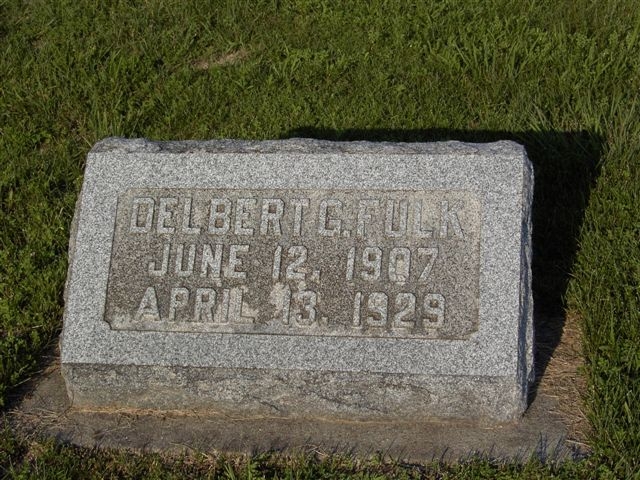 DELBERT G. FULK
JUNE 12, 1907
APRIL 13, 1929